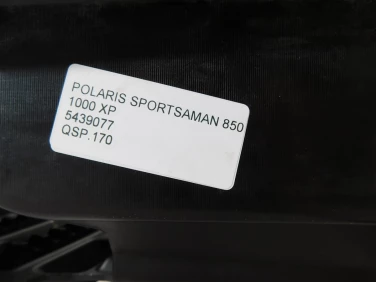 POLARIS SPORTSAMAN 850
1000 XP
5439077
QSP.170